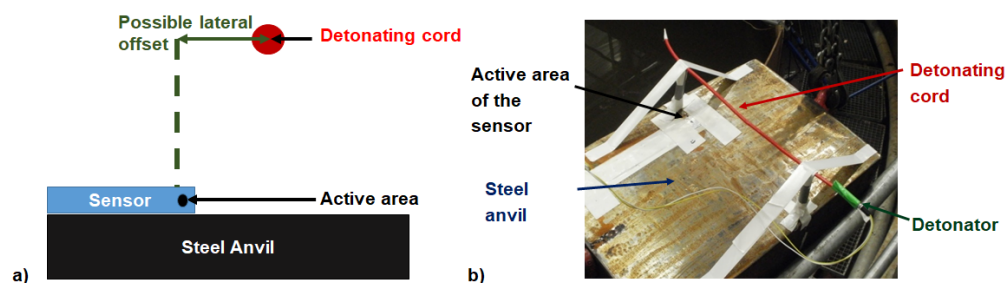 Possible lateral
offset
Detonating cord
Sensor
Active area
Steel Anvil
a)
Active area
of the
sensor
Detonating
cord
Steel
anvil
Detonator
b)